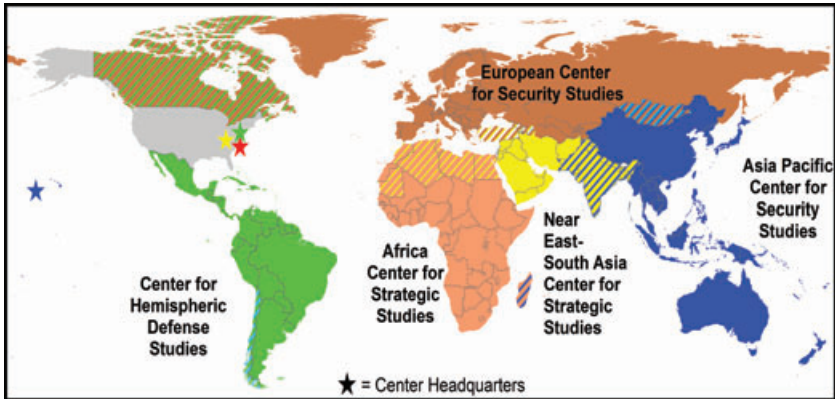 European Center
for Security Studies
Asia Pacific
Center for
Security
Studies
Near
East-
South Asia
Center for
Strategic
Studies
Africa
Center for
Strategic
Studies
Center for
Hemispheric
Defense
Studies
= Center Headquarters